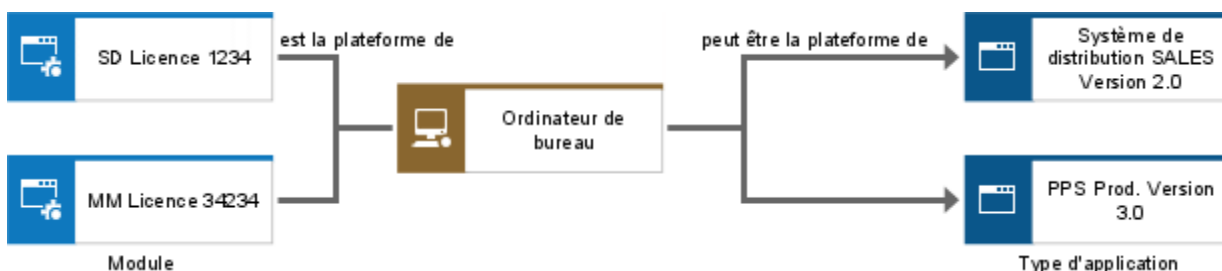 SD Licence 1234
est la plateforme de
peut être la plateforme de
Système de
distribution SALES
Version 2.0
Ordinateur de
bureau
MM Licence 34234
PPS Prod. Version
3.0
Module
Type d'application